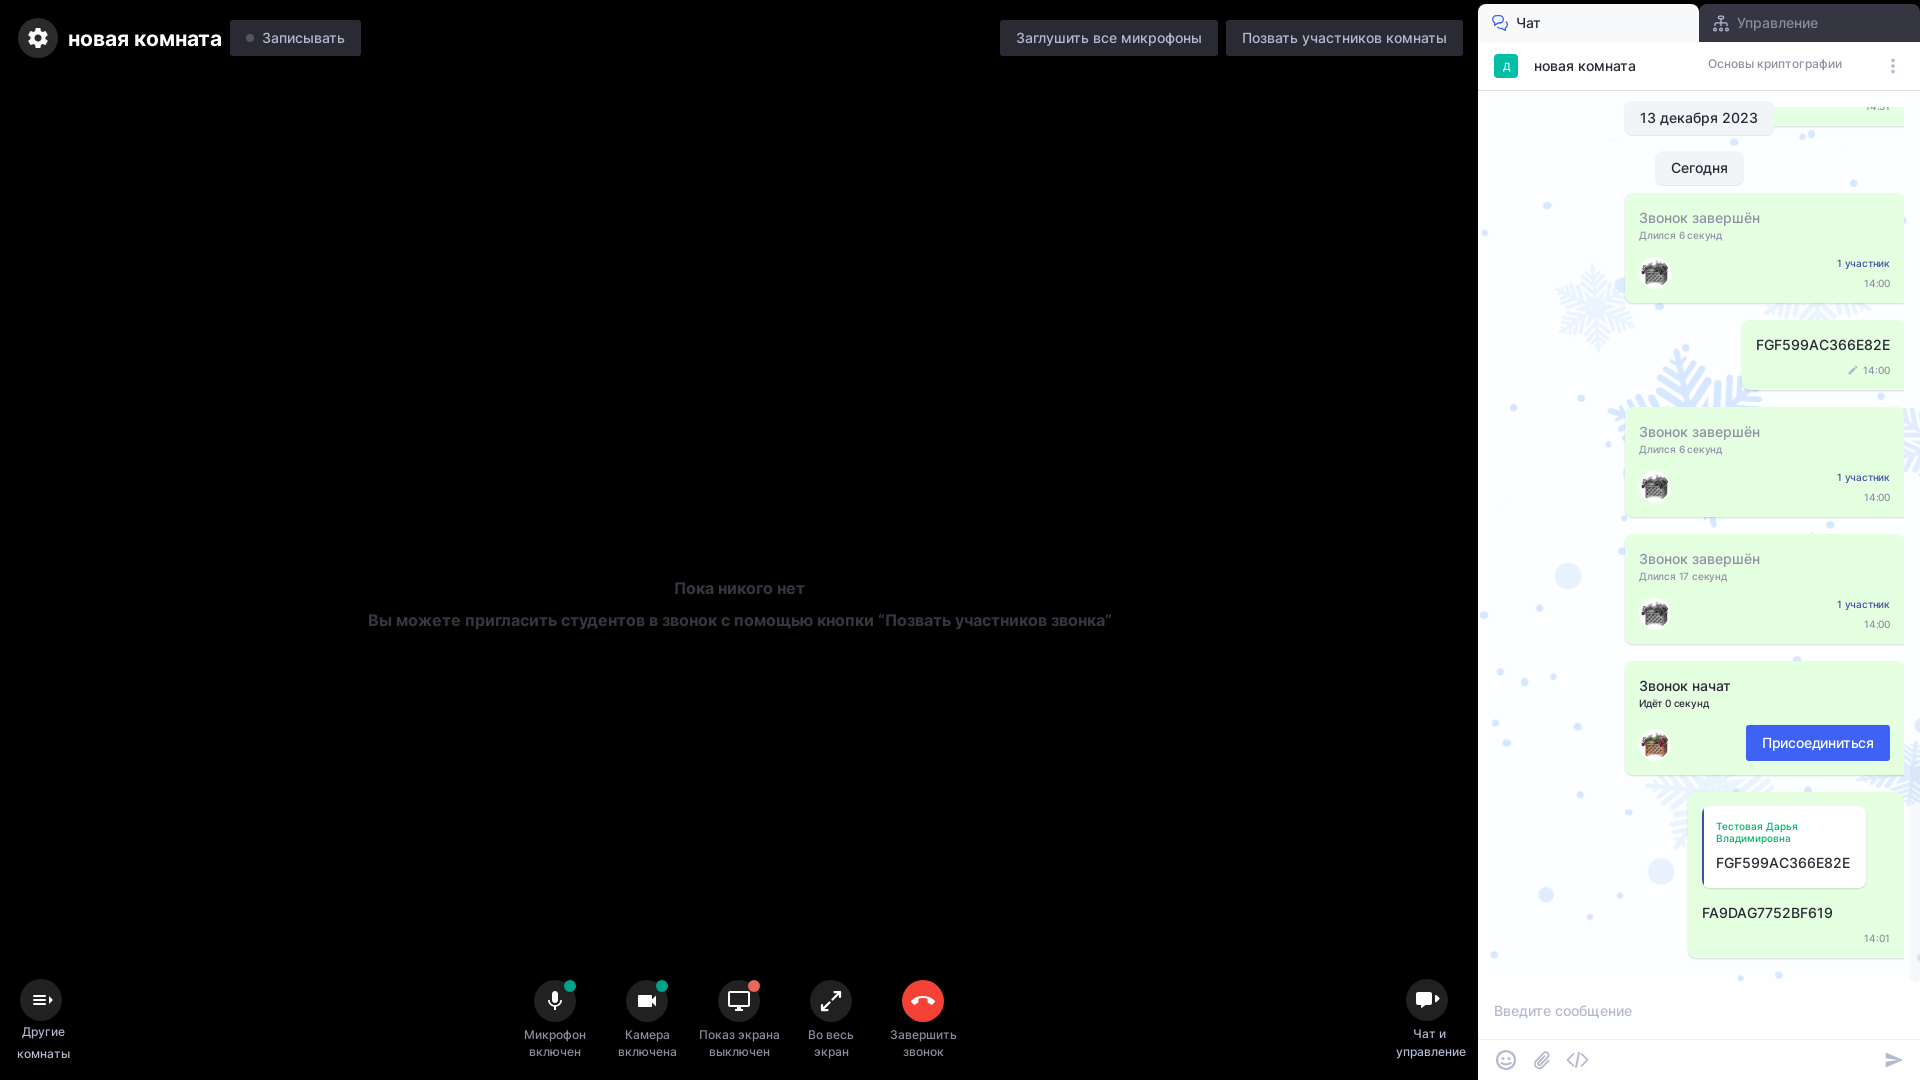 новая комната
Записывать
Заглушить все микрофоны
Позвать участников комнаты
Пока никого нет
Вы можете пригласить студентов в звонок с помощью кнопки “Позвать участников звонка”
Другие
комнаты
Микрофон
включен
Камера
включена
Показ экрана
выключен
Во весь
экран
Завершить
звонок
Чат и
управление
Чат
Управление
Д
новая комната
Основы криптографии
13 декабря 2023
Сегодня
Звонок завершён
Длился 6 секунд
1 участник
14:00
FGF599AC366E82E
14:00
Звонок завершён
Длился 6 секунд
1 участник
14:00
Звонок завершён
Длился 17 секунд
1 участник
14:00
Звонок начат
Идёт 0 секунд
Присоединиться
Тестовая Дарья
Владимировна
FGF599AC366E82E
FA9DAG7752BF619
14:01
Введите сообщение